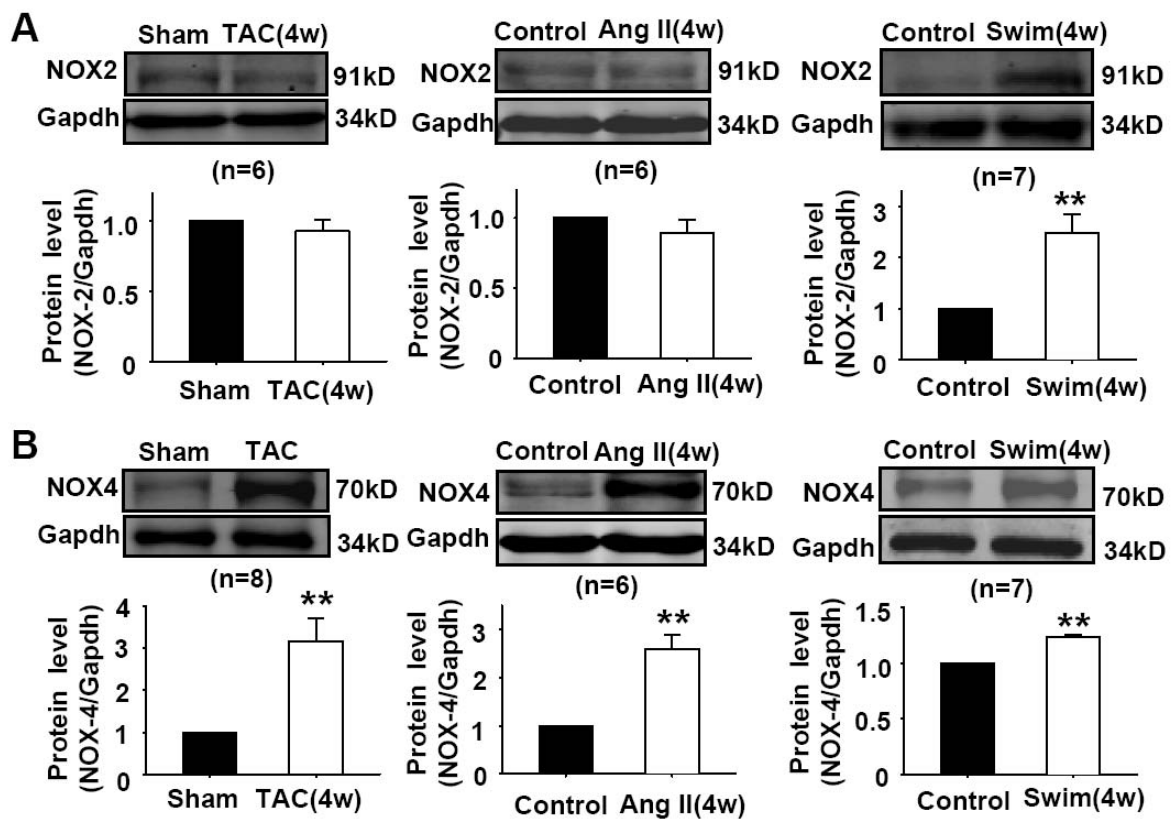 A
Sham TAC(4w)
NOX2 91kD
Gapdh 34kD
(n=6)
Protein level
(NOX-2/Gapdh)
1.0
0.5
0
Sham TAC(4w)
Control Ang II(4w)
NOX2 91kD
Gapdh 34kD
(n=6)
Protein level
(NOX-2/Gapdh)
1.0
0.5
0
Control Ang II(4w)
Control Swim(4w)
NOX2 91kD
Gapdh 34kD
(n=7)
Protein level
(NOX-2/Gapdh)
3
2
1
0
**
Control Swim(4w)
B
Sham TAC
NOX4 70kD
Gapdh 34kD
(n=8)
Protein level
(NOX-4/Gapdh)
4
3
2
1
0
**
Sham TAC(4w)
Control Ang II(4w)
NOX4 70kD
Gapdh 34kD
(n=6)
Protein level
(NOX-4/Gapdh)
3
2
1
0
**
Control Ang II(4w)
Control Swim(4w)
NOX4 70kD
Gapdh 34kD
(n=7)
Protein level
(NOX-4/Gapdh)
1.5
1.0
0.5
0
**
Control Swim(4w)